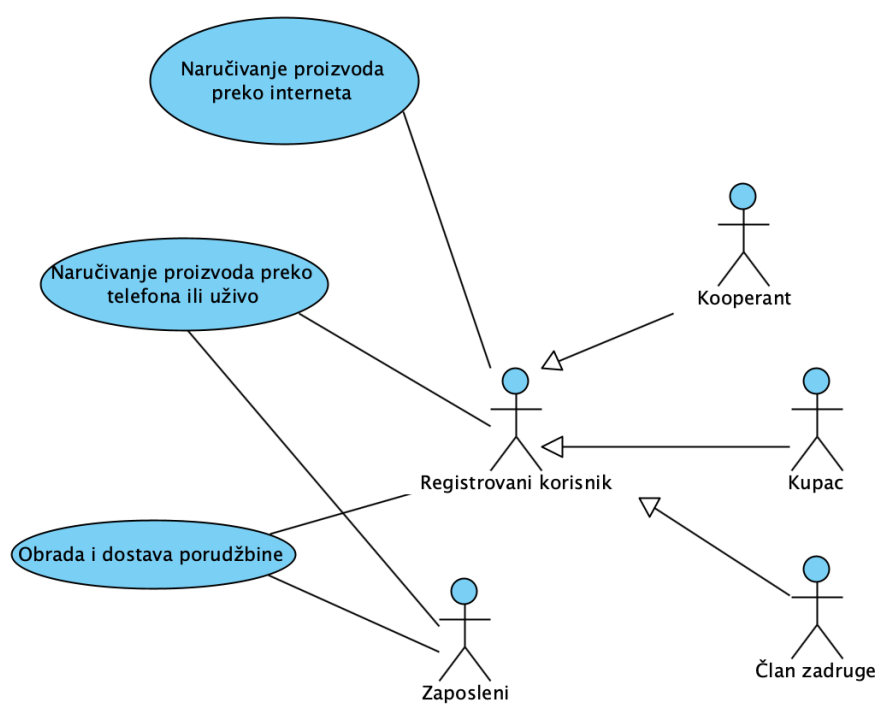 Naručivanje proizvoda
preko interneta
Naručivanje proizvoda preko
telefona ili uživo
Kooperant
Registrovani korisnik
Kupac
Obrada i dostava porudžbine
Član zadruge
Zaposleni